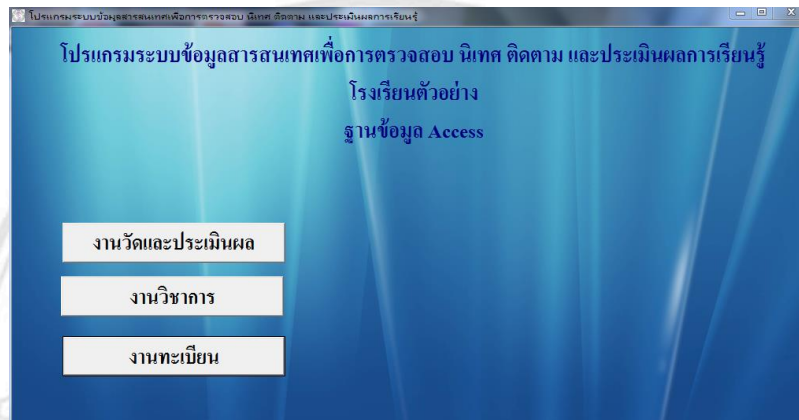 โปรแกรมระบบข้อมูลสารสนเทศเพื่อการตรวจสอบ นิเทศ ติดตาม และประเมินผลการเรียนรู้
โปรแกรมระบบข้อมูลสารสนเทศเพื่อการตรวจสอบ นิเทศ ติดตาม และประเมินผลการเรียนรู้
โรงเรียนตัวอย่าง
ฐานข้อมูล Access
งานวัดและประเมินผล
งานวิชาการ
งานทะเบียน